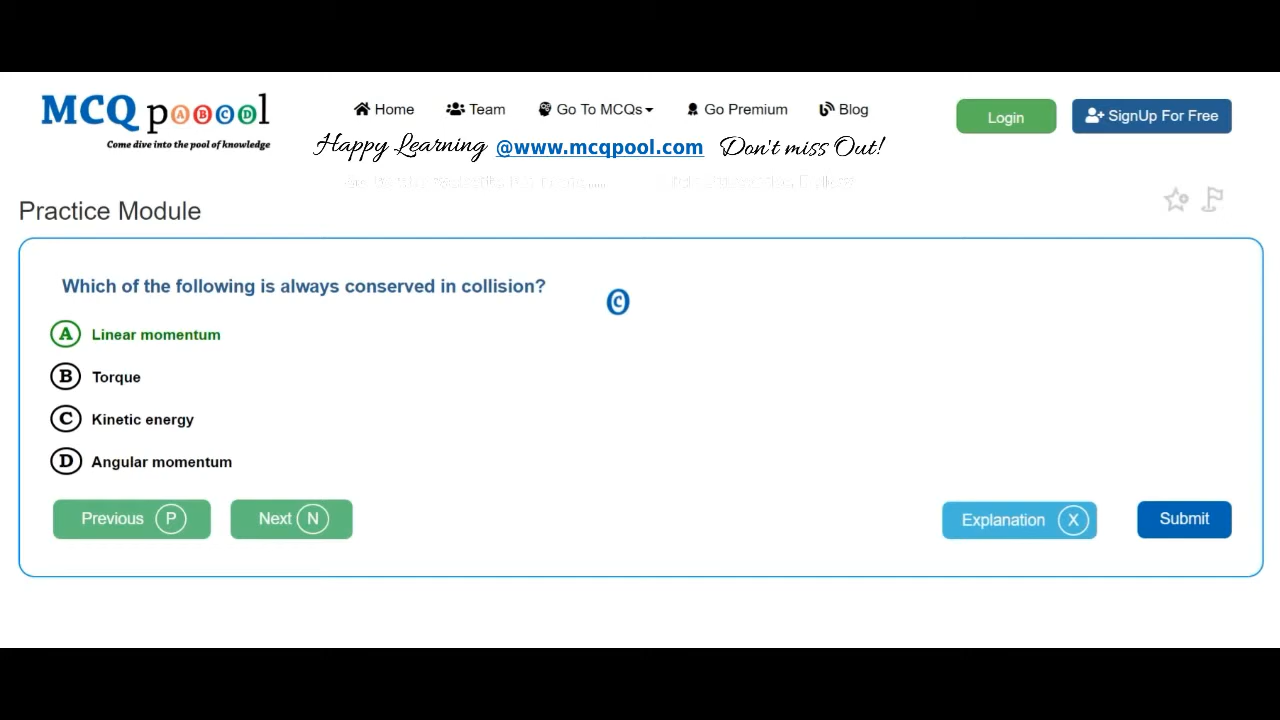 MCQ pooool
Come dive into the pool of knowledge
Home Team Go To MCQs Go Premium Blog
Login SignUp For Free
Happy Learning @www.mcqpool.com Don't miss Out!
Practice Module
Which of the following is always conserved in collision?
C
A Linear momentum
B Torque
C Kinetic energy
D Angular momentum
Previous P Next N Explanation X Submit